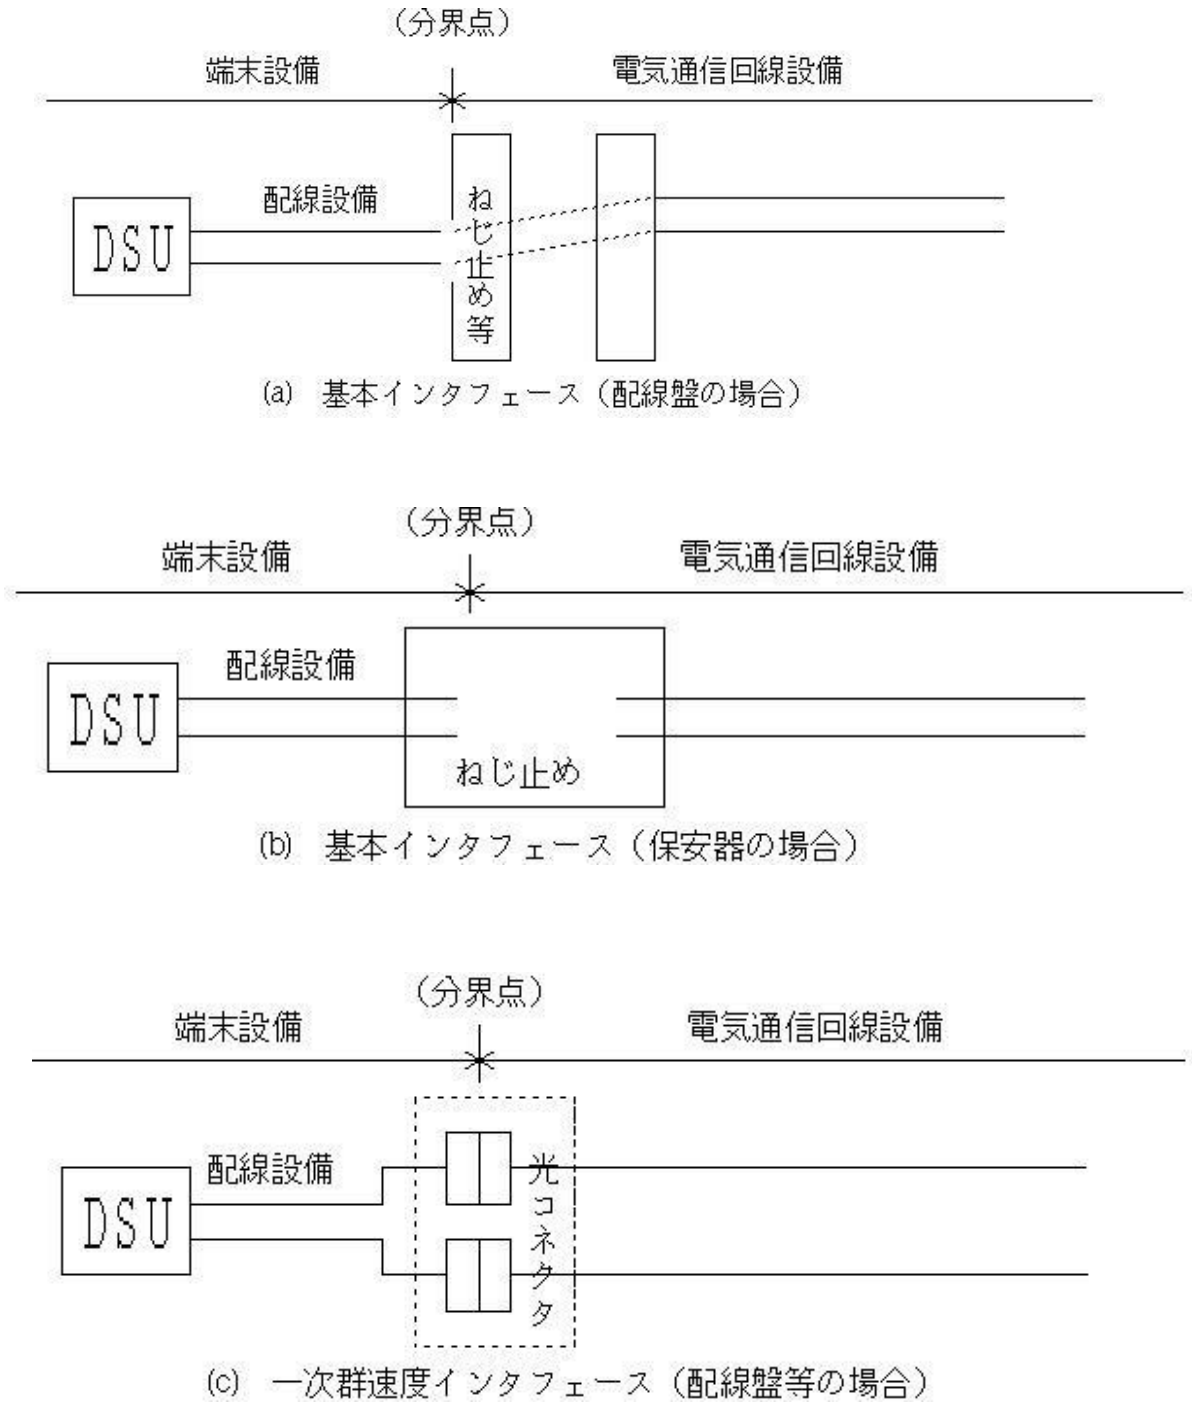 （分界点）
端末設備
電気通信回線設備
配線設備
DSU
ねじ止め等
(a) 基本インタフェース（配線盤の場合）
（分界点）
端末設備
電気通信回線設備
配線設備
DSU
ねじ止め
(b) 基本インタフェース（保安器の場合）
（分界点）
端末設備
電気通信回線設備
配線設備
DSU
光コネクタ
(c) 一次群速度インタフェース（配線盤等の場合）